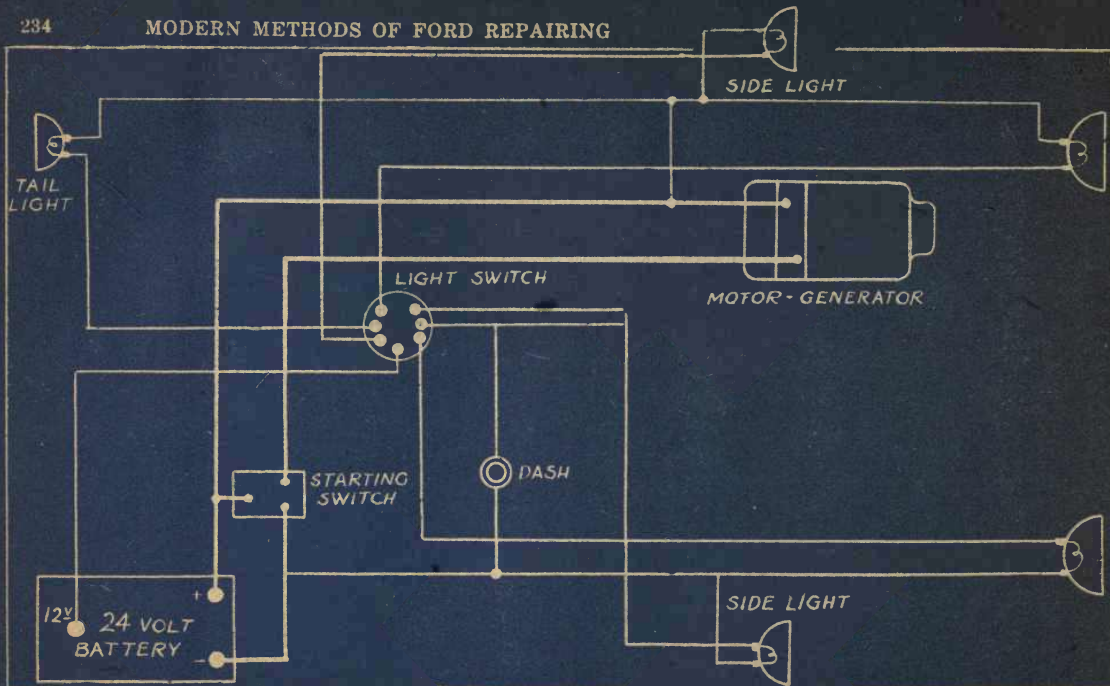 234 MODERN METHODS OF FORD REPAIRING
SIDE LIGHT
TAIL
LIGHT
LIGHT SWITCH
MOTOR-GENERATOR
STARTING
SWITCH
DASH
12V
24 VOLT
BATTERY
+
-
SIDE LIGHT